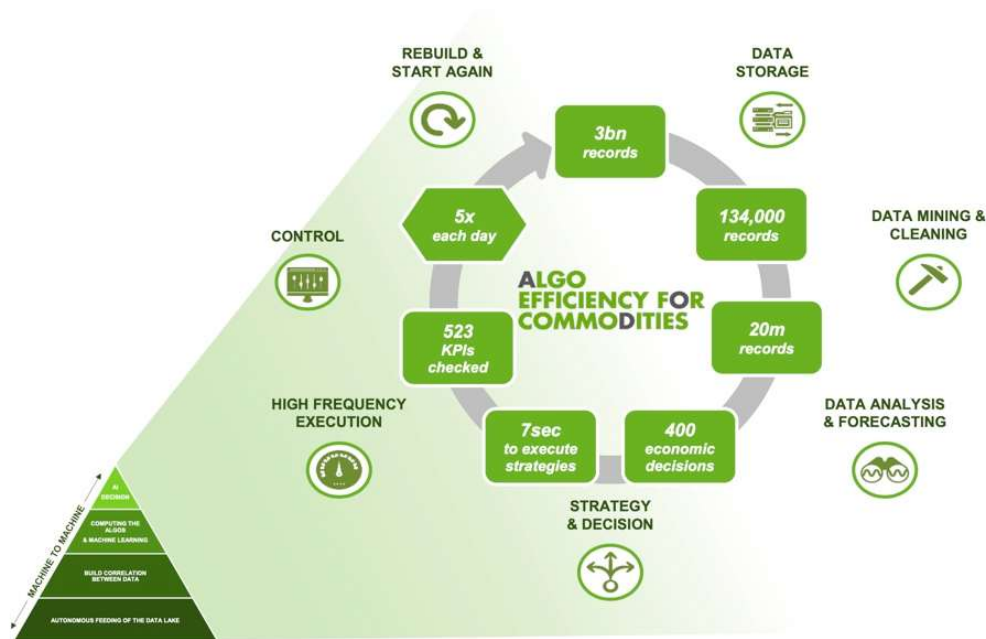 REBUILD &
START AGAIN
DATA
STORAGE
3bn
records
5x
each day
134,000
records
DATA MINING &
CLEANING
CONTROL
ALGO
EFFICIENCY FOR
COMMODITIES
523
KPIs
checked
20m
records
HIGH FREQUENCY
EXECUTION
7sec
to execute
strategies
400
economic
decisions
DATA ANALYSIS
& FORECASTING
STRATEGY
& DECISION
MACHINE TO MACHINE
AI
DECISION
COMPUTING THE
ALGOS
& MACHINE LEARNING
BUILD CORRELATION
BETWEEN DATA
AUTONOMOUS FEEDING OF THE DATA LAKE